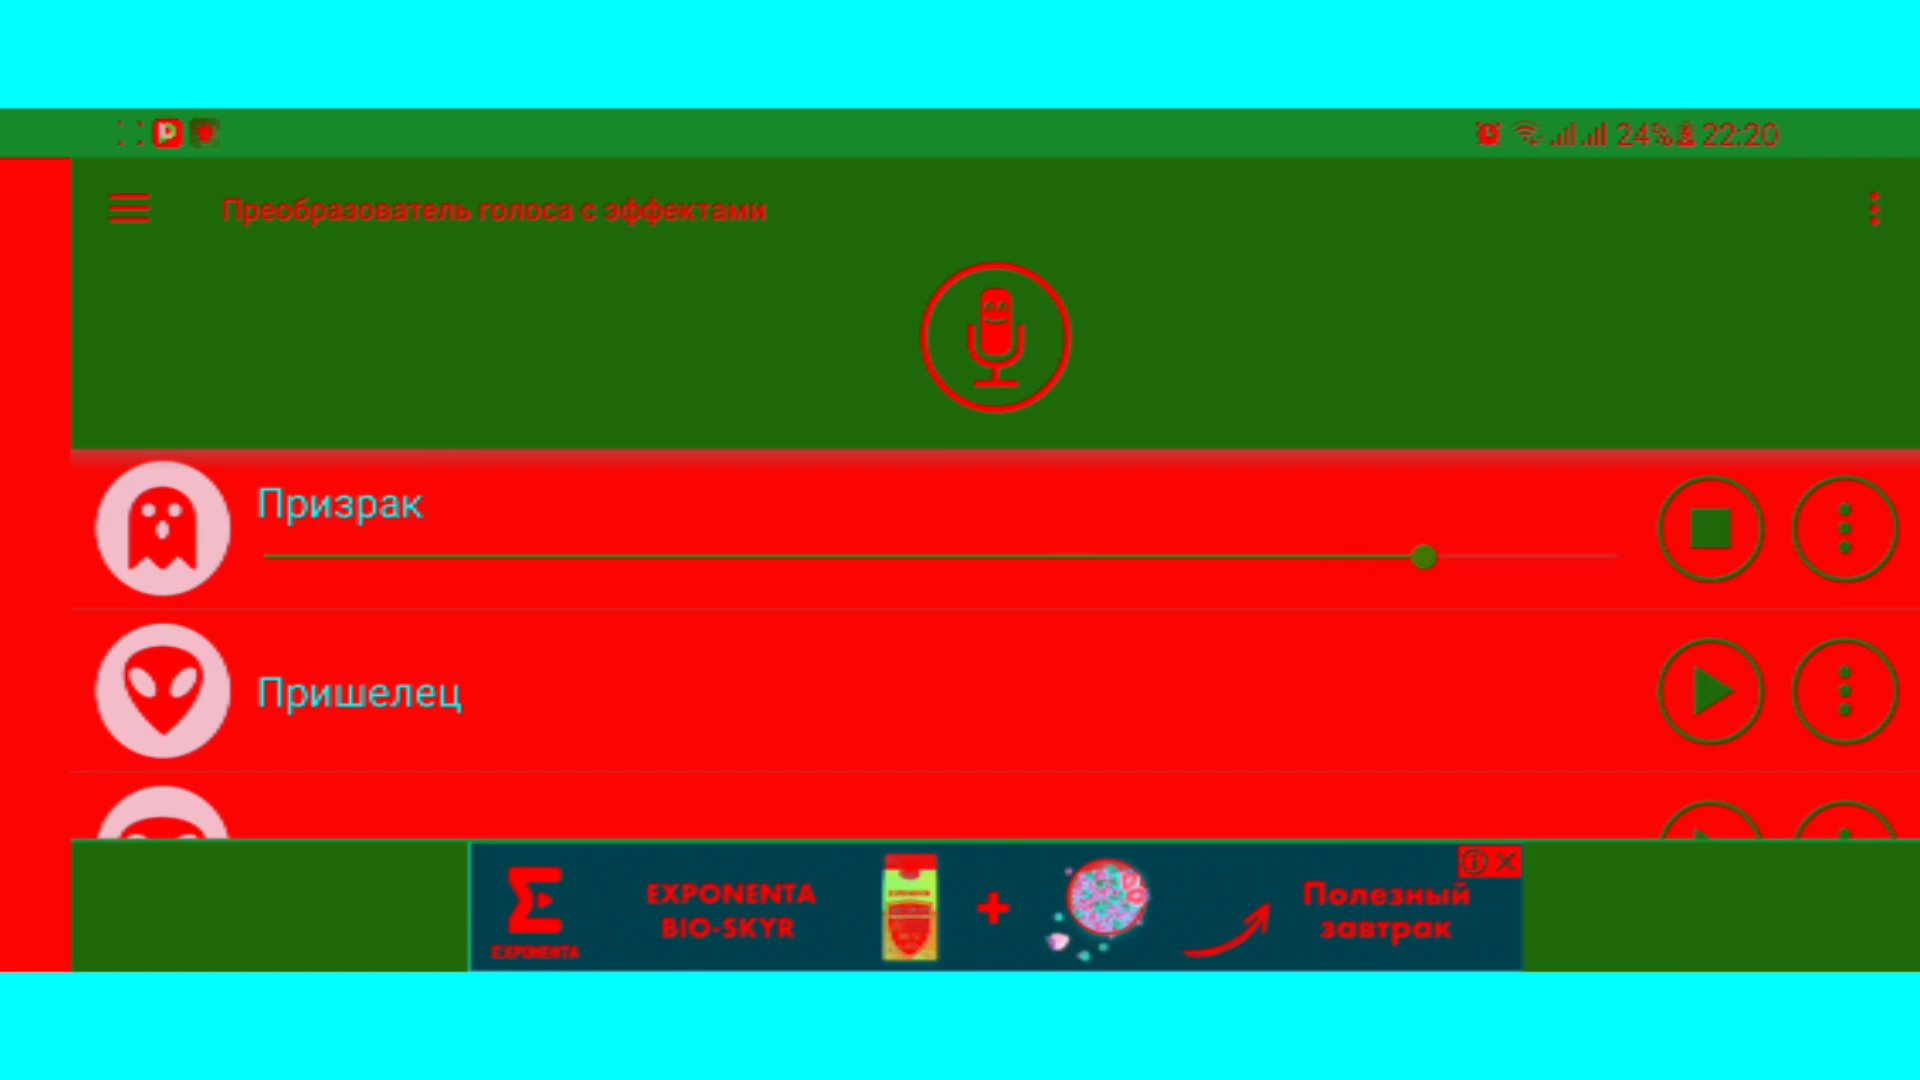 24% 22:20
Преобразователь голоса с эффектами
Призрак
Пришелец
EXPONENTA
EXPONENTA
BIO-SKYR
Полезный
завтрак